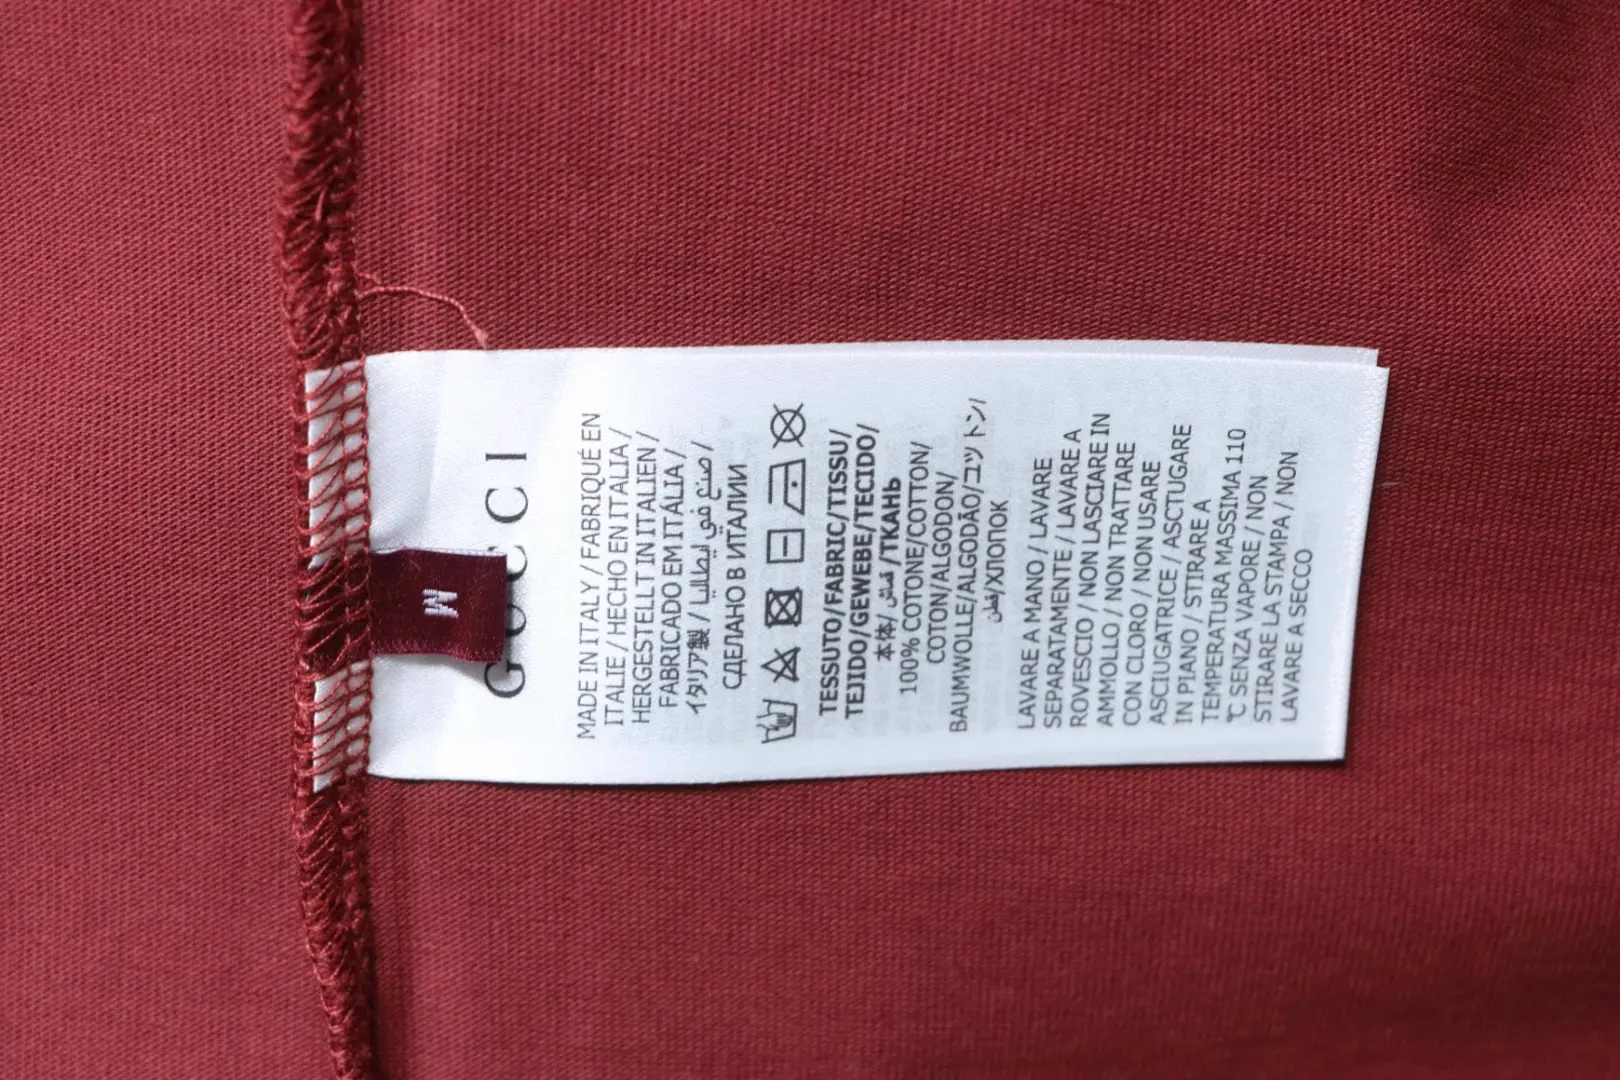 GUCCI
M
MADE IN ITALY / FABRIQUÉ EN
ITALIE / HECHO EN ITALIA /
HERGESTELLT IN ITALIEN /
FABRICADO EM ITÁLIA /
イタリア製 / صنع في ايطاليا /
СДЕЛАНО В ИТАЛИИ
TESSUTO/FABRIC/TISSU/
TEJIDO/GEWEBE/TECIDO/
本体/ قماش /ТКАНЬ
100% COTONE/COTTON/
COTON/ALGODON/
BAUMWOLLE/ALGODÃO/コツトン/
قطن/ХЛОПОК
LAVARE A MANO / LAVARE
SEPARATAMENTE / LAVARE A
ROVESCIO / NON LASCIARE IN
AMMOLLO / NON TRATTARE
CON CLORO / NON USARE
ASCIUGATRICE / ASCTUGARE
IN PIANO / STIRARE A
TEMPERATURA MASSIMA 110
℃ SENZA VAPORE / NON
STIRARE LA STAMPA / NON
LAVARE A SECCO